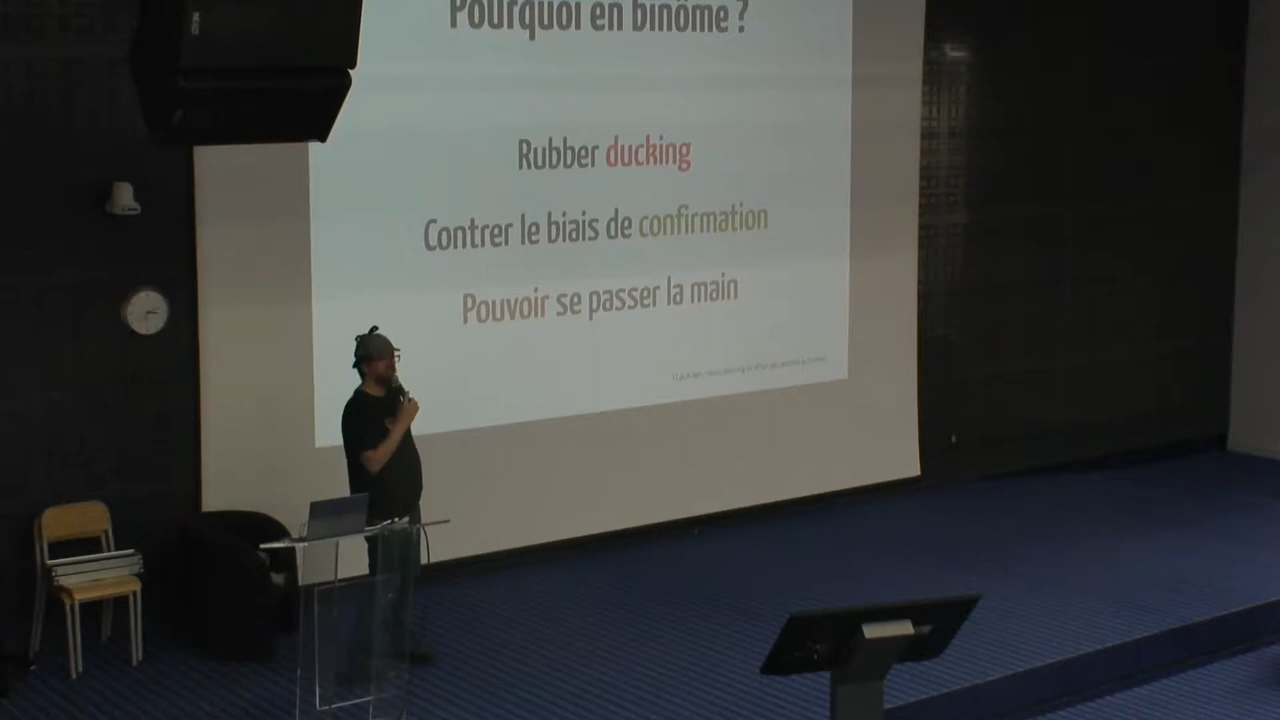 Pourquoi en binôme ?
Rubber ducking
Contrer le biais de confirmation
Pouvoir se passer la main